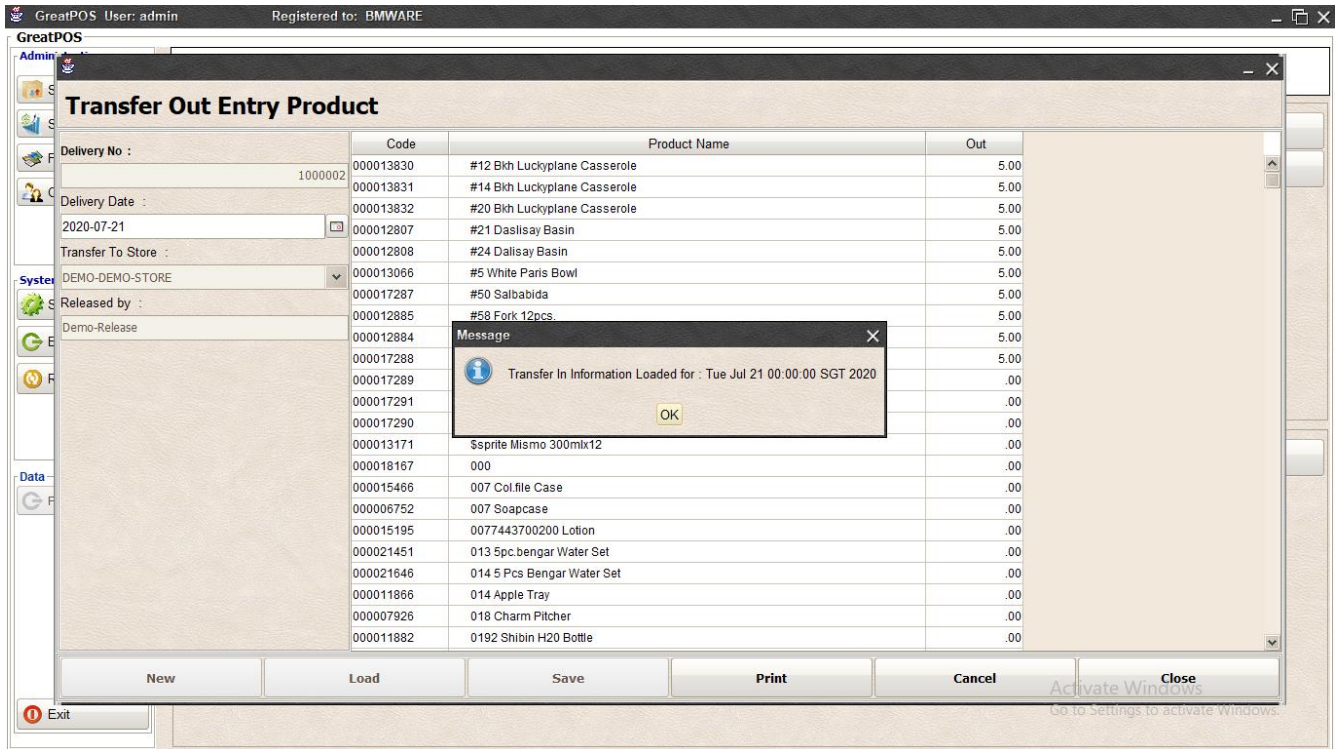 GreatPOS User: admin Registered to: BMWARE
GreatPOS
Admin
Transfer Out Entry Product
Delivery No :
1000002
Delivery Date :
2020-07-21
Transfer To Store :
DEMO-DEMO-STORE
Released by :
Demo-Release
Code Product Name Out
000013830 #12 Bkh Luckyplane Casserole 5.00
000013831 #14 Bkh Luckyplane Casserole 5.00
000013832 #20 Bkh Luckyplane Casserole 5.00
000012807 #21 Daslisay Basin 5.00
000012808 #24 Dalisay Basin 5.00
000013066 #5 White Paris Bowl 5.00
000017287 #50 Salbabida 5.00
000012885 #58 Fork 12pcs. 5.00
000012884 5.00
000017288 5.00
000017289 .00
000017291 .00
000017290 .00
000013171 $sprite Mismo 300mlx12 .00
000018167 000 .00
000015466 007 Col.file Case .00
000006752 007 Soapcase .00
000015195 0077443700200 Lotion .00
000021451 013 5pc.bengar Water Set .00
000021646 014 5 Pcs Bengar Water Set .00
000011866 014 Apple Tray .00
000007926 018 Charm Pitcher .00
000011882 0192 Shibin H20 Bottle .00
Message
Transfer In Information Loaded for : Tue Jul 21 00:00:00 SGT 2020
OK
System
Data
New Load Save Print Cancel Close
Activate Windows
Go to Settings to activate Windows.
Exit